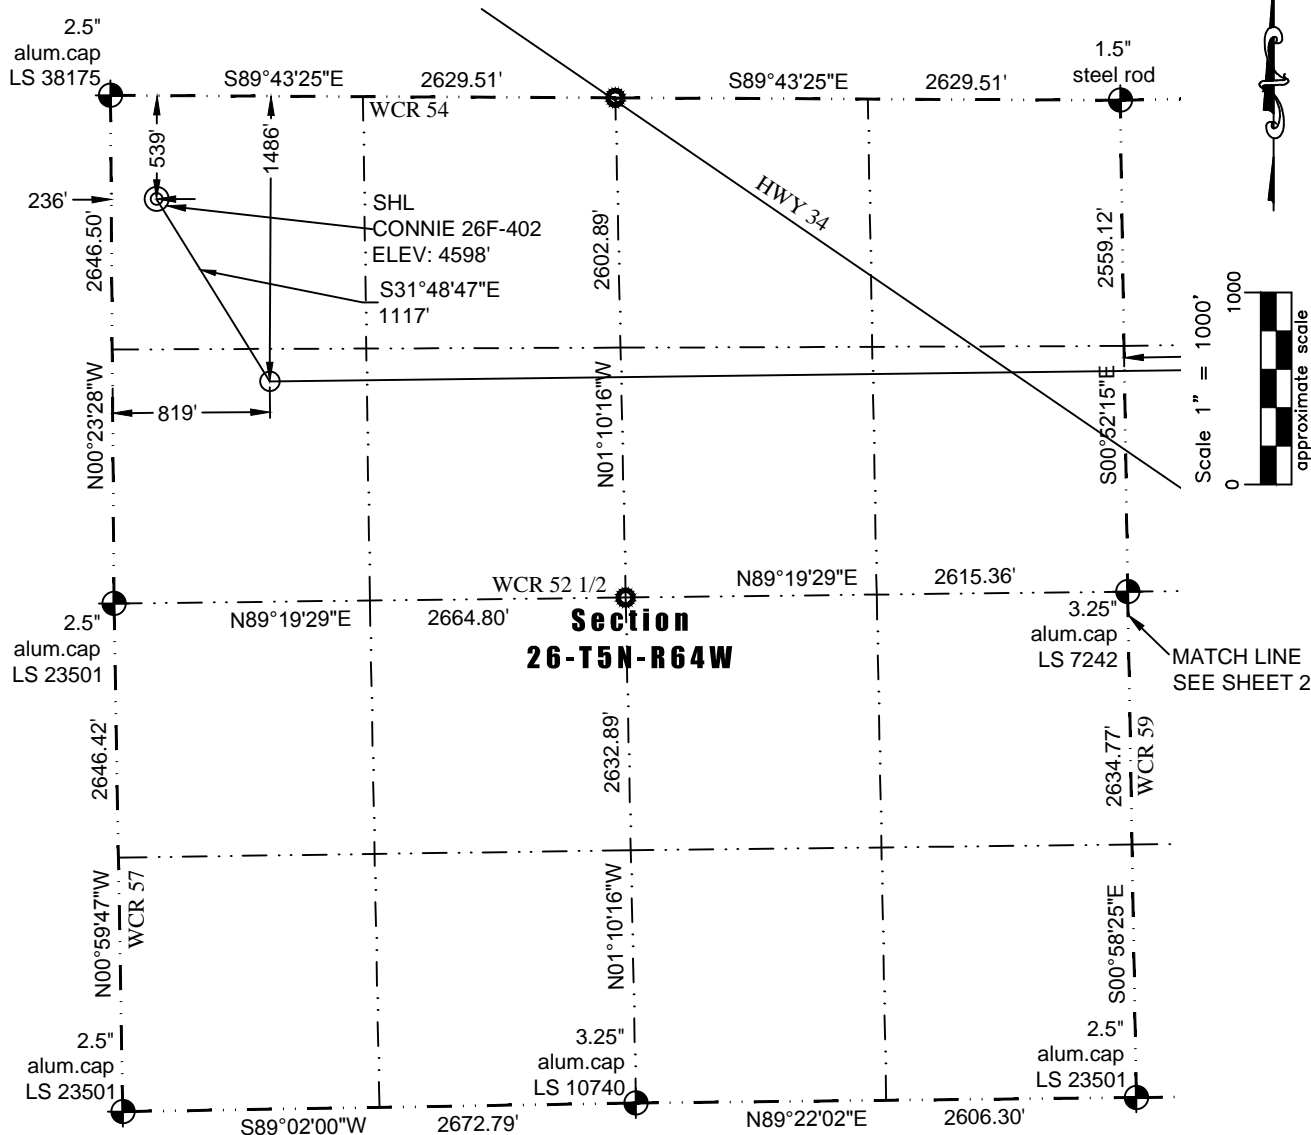 2.5"
alum.cap
LS 38175
S89°43'25"E
2629.51'
S89°43'25"E
2629.51'
1.5"
steel rod
WCR 54
539'
1486'
236'
SHL
CONNIE 26F-402
ELEV: 4598'
S31°48'47"E
1117'
HWY 34
2646.50'
2602.89'
2559.12'
N00°23'28"W
N01°10'16"W
S00°52'15"E
819'
Scale 1" = 1000'
0
1000
approximate scale
2.5"
alum.cap
LS 23501
N89°19'29"E
2664.80'
WCR 52 1/2
N89°19'29"E
2615.36'
Section
26-T5N-R64W
3.25"
alum.cap
LS 7242
MATCH LINE
SEE SHEET 2
2646.42'
2632.89'
2634.77'
WCR 59
N00°59'47"W
WCR 57
N01°10'16"W
S00°58'25"E
2.5"
alum.cap
LS 23501
3.25"
alum.cap
LS 10740
2.5"
alum.cap
LS 23501
S89°02'00"W
2672.79'
N89°22'02"E
2606.30'